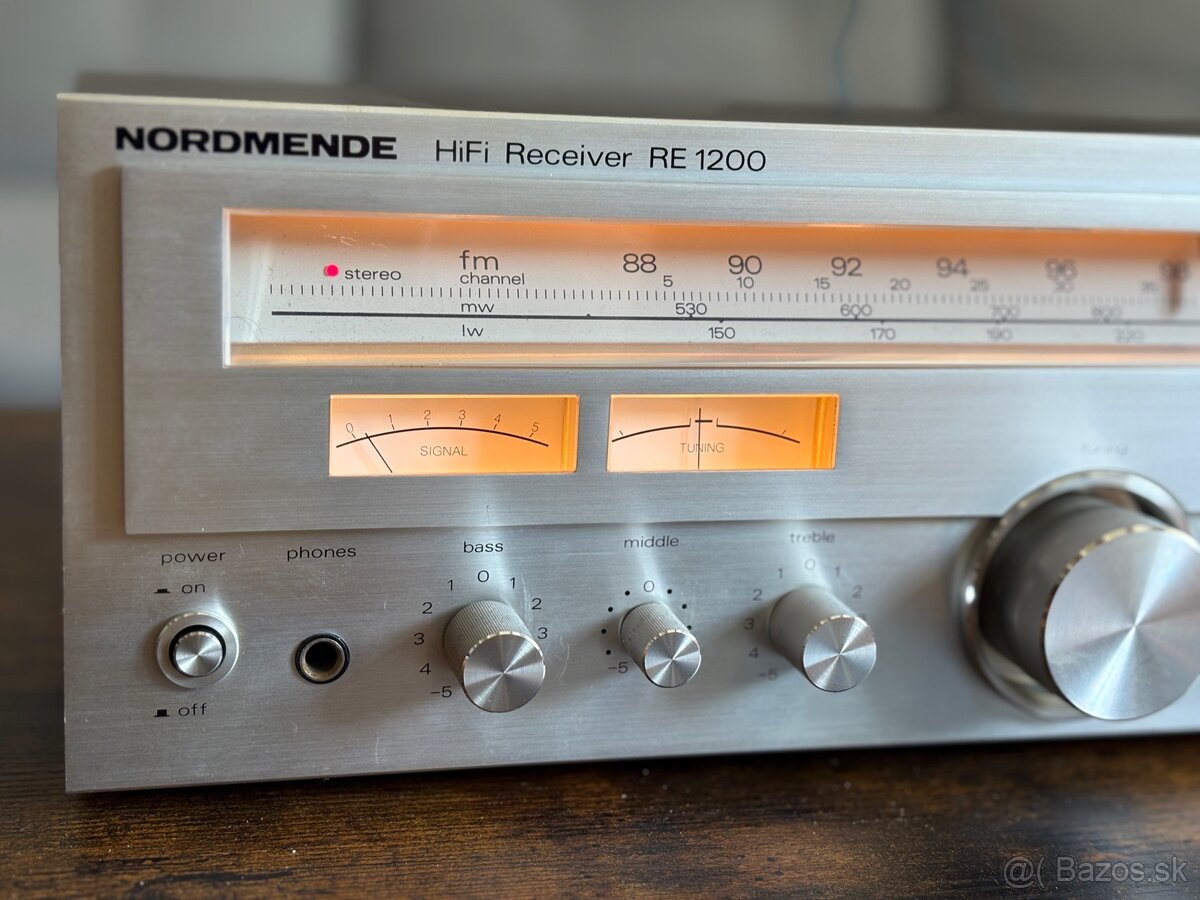 NORDMENDE HiFi Receiver RE 1200
stereo fm 88 90 92 94 96 98
channel 5 10 15 20 25 30 35
mw 530 600 700 800
lw 150 170 190 220
0 1 2 3 4 5
SIGNAL
TUNING
power phones bass middle treble
on
1 0 1 0 1 0 1
2 2 2 2
3 3 3
4 4
-5 -5 -5
off
@( Bazos.sk